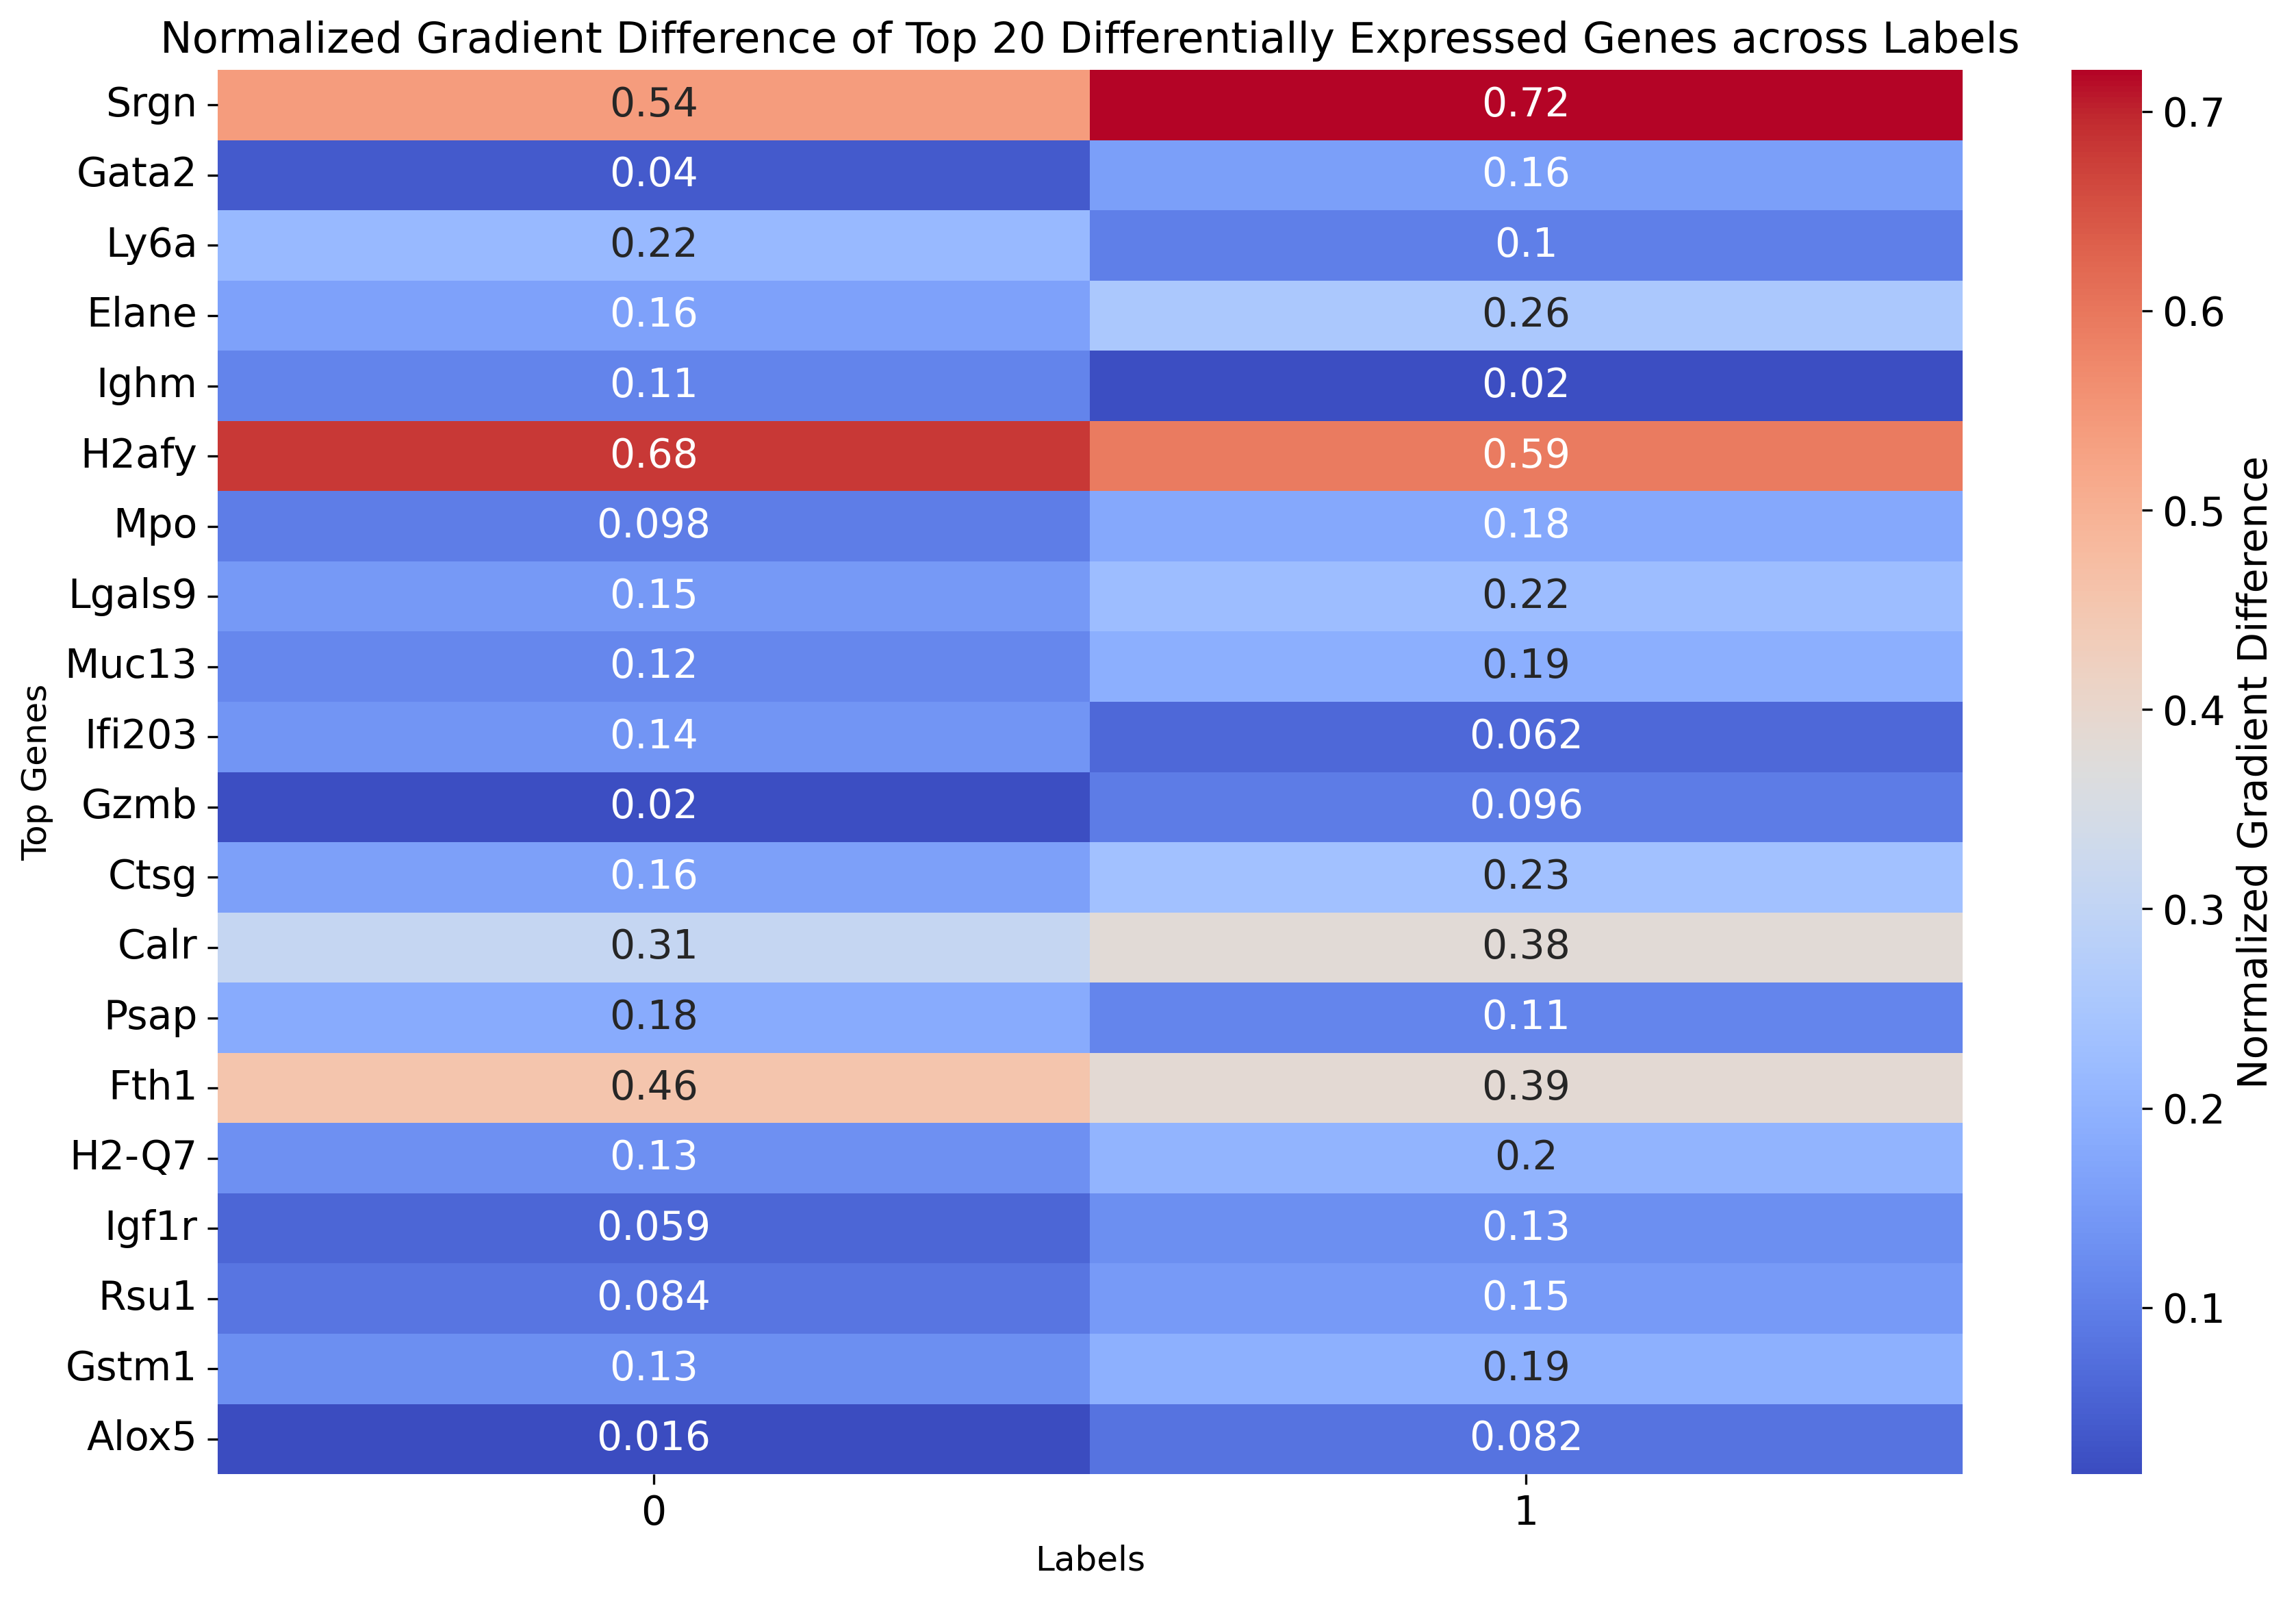 Normalized Gradient Difference of Top 20 Differentially Expressed Genes across Labels
Srgn 0.54 0.72
Gata2 0.04 0.16
Ly6a 0.22 0.1
Elane 0.16 0.26
Ighm 0.11 0.02
H2afy 0.68 0.59
Mpo 0.098 0.18
Lgals9 0.15 0.22
Muc13 0.12 0.19
Ifi203 0.14 0.062
Gzmb 0.02 0.096
Ctsg 0.16 0.23
Calr 0.31 0.38
Psap 0.18 0.11
Fth1 0.46 0.39
H2-Q7 0.13 0.2
Igf1r 0.059 0.13
Rsu1 0.084 0.15
Gstm1 0.13 0.19
Alox5 0.016 0.082
0 1
Labels
Top Genes
0.7
0.6
0.5
0.4
0.3
0.2
0.1
Normalized Gradient Difference